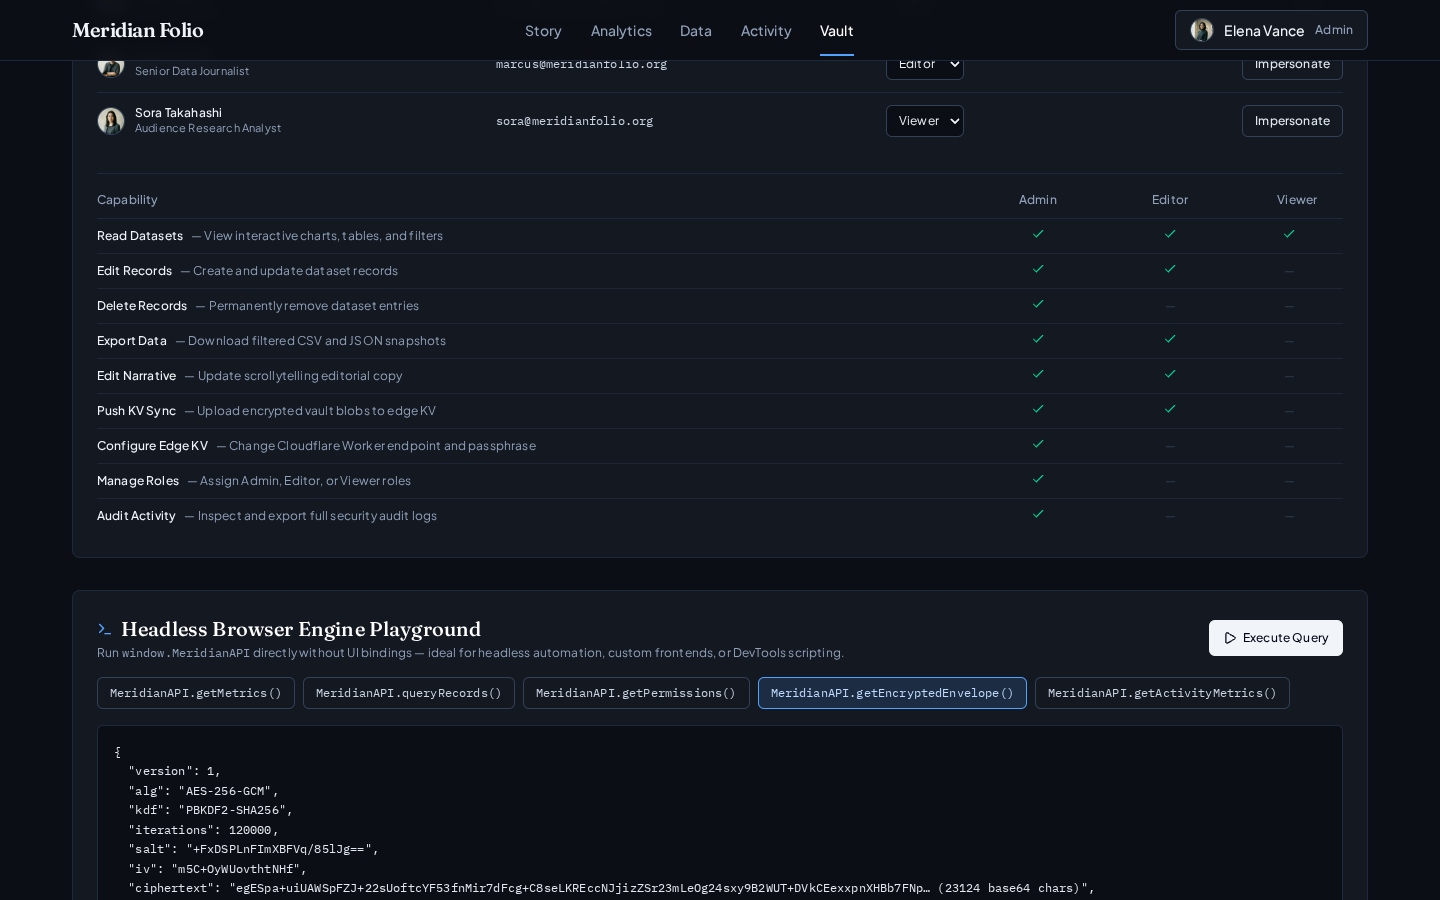 Meridian Folio
Story
Analytics
Data
Activity
Vault
Elena Vance Admin
Senior Data Journalist
marcus@meridianfolio.org
Editor
Impersonate
Sora Takahashi
Audience Research Analyst
sora@meridianfolio.org
Viewer
Impersonate
Capability Admin Editor Viewer
Read Datasets — View interactive charts, tables, and filters
Edit Records — Create and update dataset records
Delete Records — Permanently remove dataset entries
Export Data — Download filtered CSV and JSON snapshots
Edit Narrative — Update scrollytelling editorial copy
Push KV Sync — Upload encrypted vault blobs to edge KV
Configure Edge KV — Change Cloudflare Worker endpoint and passphrase
Manage Roles — Assign Admin, Editor, or Viewer roles
Audit Activity — Inspect and export full security audit logs
Headless Browser Engine Playground
Run window.MeridianAPI directly without UI bindings — ideal for headless automation, custom frontends, or DevTools scripting.
Execute Query
MeridianAPI.getMetrics()
MeridianAPI.queryRecords()
MeridianAPI.getPermissions()
MeridianAPI.getEncryptedEnvelope()
MeridianAPI.getActivityMetrics()
{
"version": 1,
"alg": "AES-256-GCM",
"kdf": "PBKDF2-SHA256",
"iterations": 120000,
"salt": "+FxDSPLnFImXBFVq/85lJg==",
"iv": "m5C+OyWUovthtNHf",
"ciphertext": "egESpa+uiUAWSpFZJ+22sUoftcYF53fnMir7dFcg+C8seLKREccNJjizZSr23mLeOg24sxy9B2WUT+DVkCEexxpnXHBb7FNp… (23124 base64 chars)",